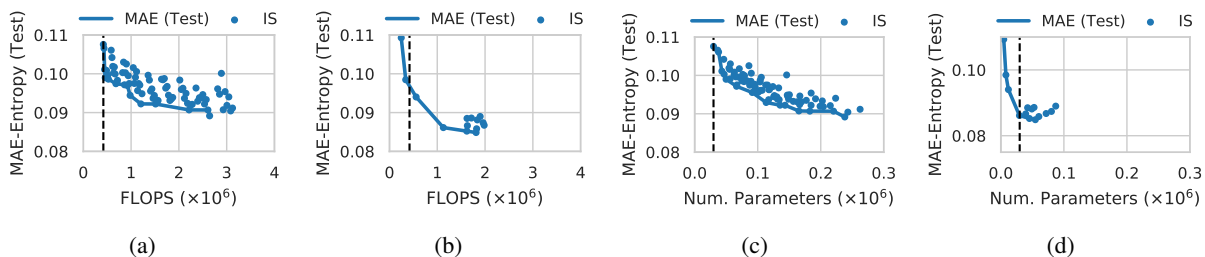 MAE (Test) IS
MAE-Entropy (Test)
0.11
0.10
0.09
0.08
0 1 2 3 4
FLOPS (×10⁶)
(a)
MAE (Test) IS
MAE-Entropy (Test)
0.11
0.10
0.09
0.08
0 1 2 3 4
FLOPS (×10⁶)
(b)
MAE (Test) IS
MAE-Entropy (Test)
0.11
0.10
0.09
0.08
0.0 0.1 0.2 0.3
Num. Parameters (×10⁶)
(c)
MAE (Test) IS
MAE-Entropy (Test)
0.10
0.08
0.0 0.1 0.2 0.3
Num. Parameters (×10⁶)
(d)